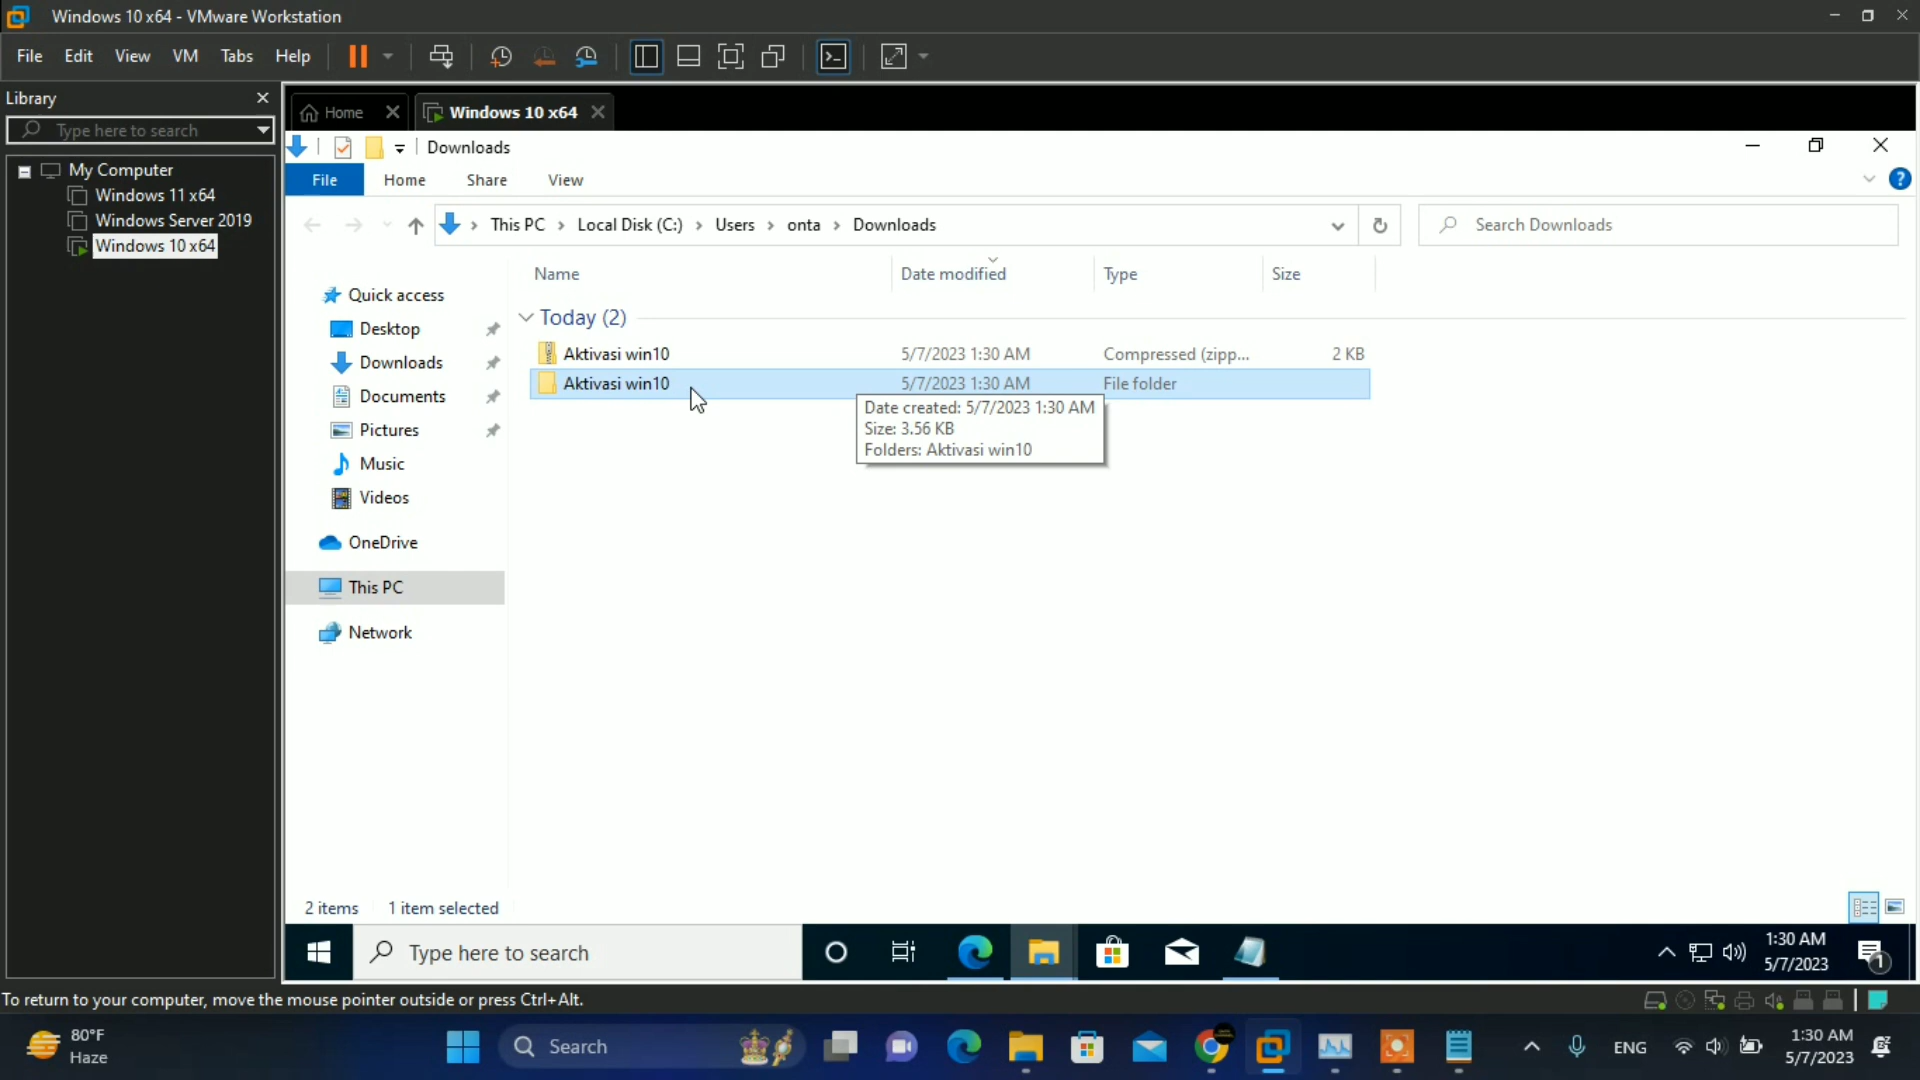 Windows 10 x64 - VMware Workstation
File Edit View VM Tabs Help
Library
Type here to search
My Computer
Windows 11 x64
Windows Server 2019
Windows 10 x64
Home
Windows 10 x64
Downloads
File Home Share View
This PC › Local Disk (C:) › Users › onta › Downloads
Search Downloads
Name Date modified Type Size
Quick access
Desktop
Downloads
Documents
Pictures
Music
Videos
OneDrive
This PC
Network
Today (2)
Aktivasi win10 5/7/2023 1:30 AM Compressed (zipp... 2 KB
Aktivasi win10 5/7/2023 1:30 AM File folder
Date created: 5/7/2023 1:30 AM
Size: 3.56 KB
Folders: Aktivasi win10
2 items 1 item selected
Type here to search
1:30 AM
5/7/2023
1
To return to your computer, move the mouse pointer outside or press Ctrl+Alt.
80°F
Haze
Search
ENG
1:30 AM
5/7/2023